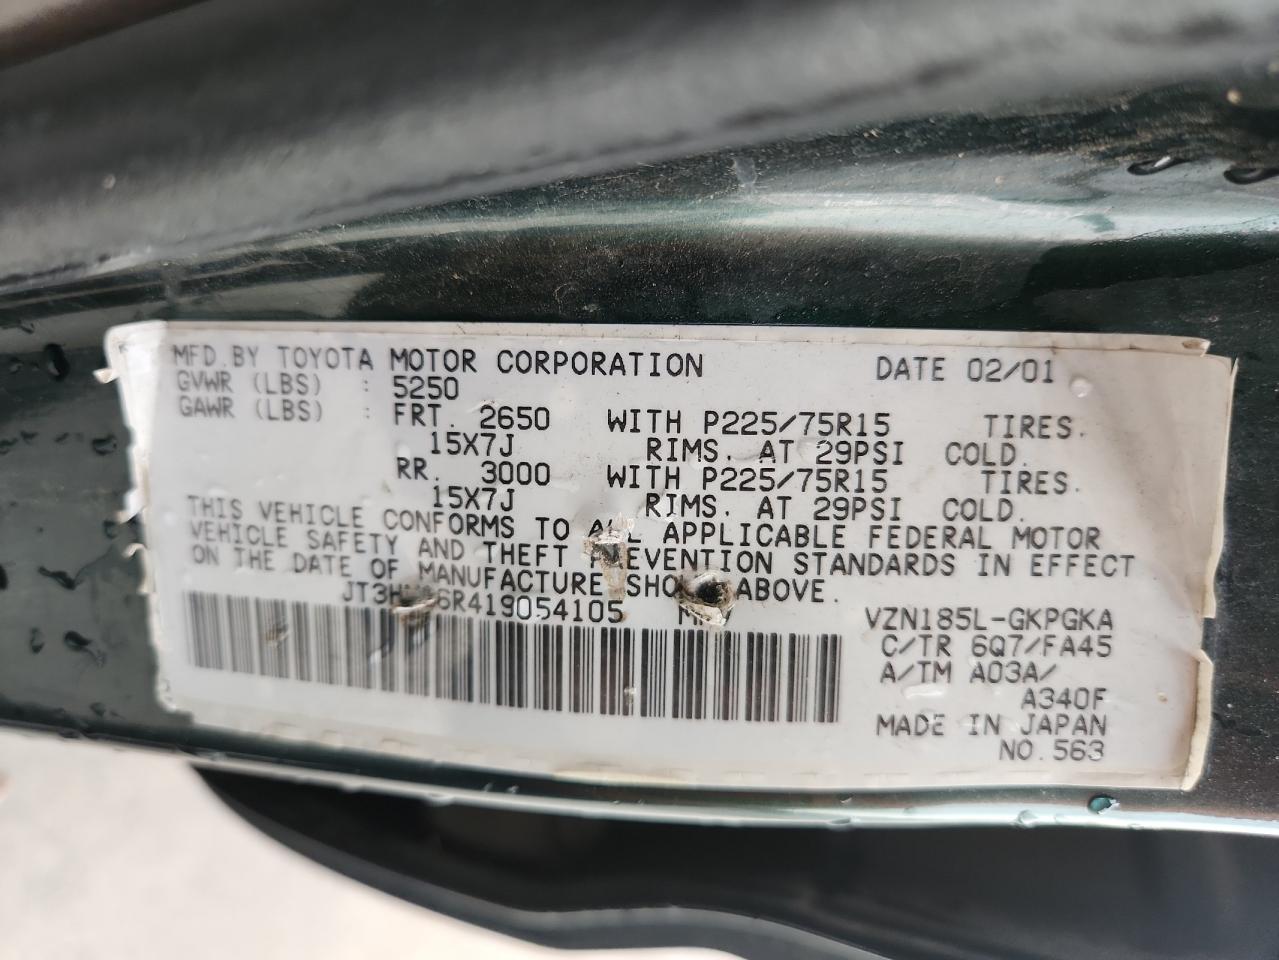 MFD. BY TOYOTA MOTOR CORPORATION DATE 02/01
GVWR (LBS) : 5250
GAWR (LBS) : FRT. 2650 WITH P225/75R15 TIRES.
15X7J RIMS. AT 29PSI COLD.
RR. 3000 WITH P225/75R15 TIRES.
15X7J RIMS. AT 29PSI COLD.
THIS VEHICLE CONFORMS TO APPLICABLE FEDERAL MOTOR
VEHICLE SAFETY AND THEFT STANDARDS IN EFFECT
ON THE DATE OF MANUFACTURE ABOVE.
VZN185L-GKPGKA
C/TR 6Q7/FA45
A/TM A03A/
A340F
MADE IN JAPAN
NO.563